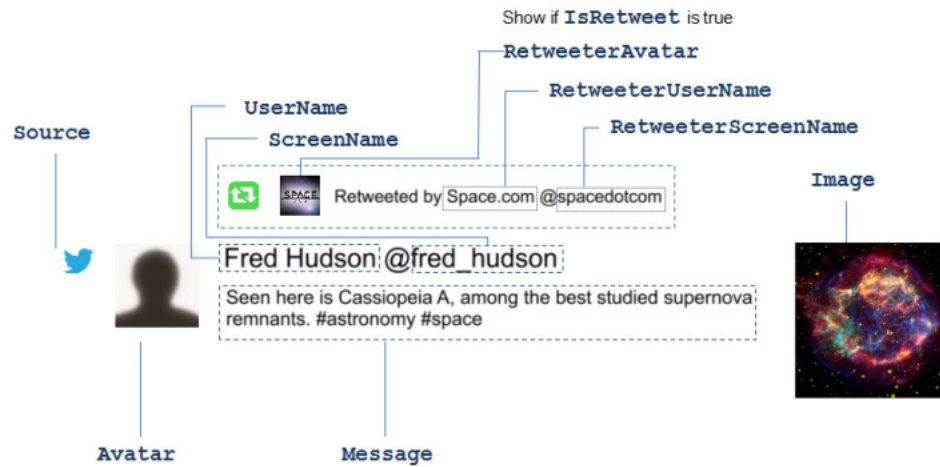 Show if IsRetweet is true
RetweeterAvatar
RetweeterUserName
UserName
Source
ScreenName
RetweeterScreenName
Image
SPACE
Retweeted by Space.com @spacedotcom
Fred Hudson @fred_hudson
Seen here is Cassiopeia A, among the best studied supernova
remnants. #astronomy #space
Avatar
Message